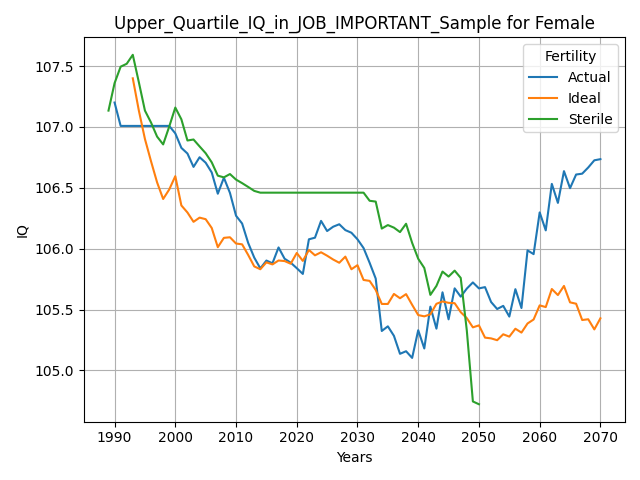 Upper_Quartile_IQ_in_JOB_IMPORTANT_Sample for Female
Fertility
Actual
Ideal
Sterile
107.5
107.0
106.5
106.0
105.5
105.0
IQ
1990 2000 2010 2020 2030 2040 2050 2060 2070
Years